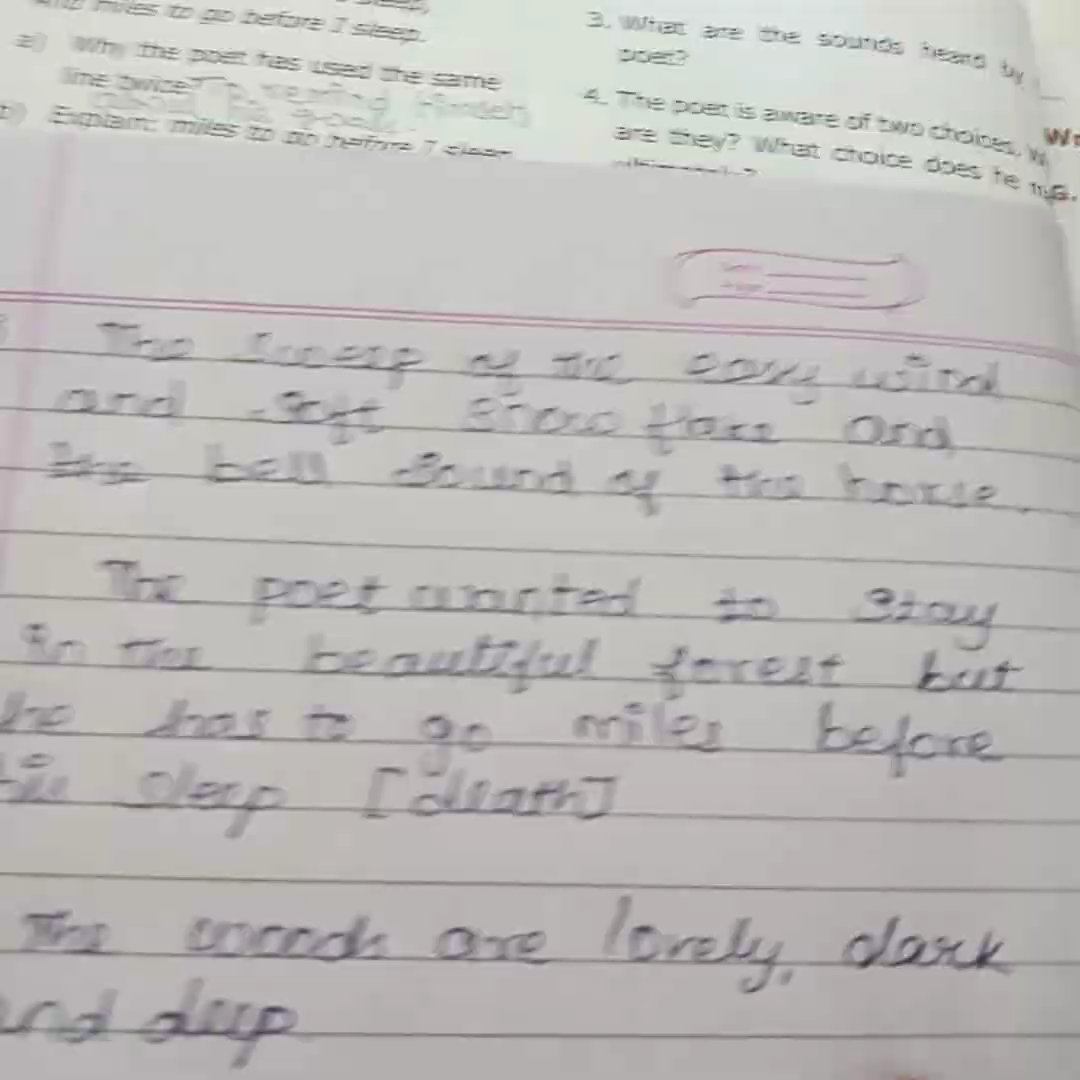 And miles to go before I sleep.
a) Why the poet has used the same
line twice?
b) Explain: miles to go before I sleep
3. What are the sounds heard by
poet?
4. The poet is aware of two choices. W
are they? What choice does he
The sweep of the easy wind
and soft snow flake and
the bell sound of the horse.
The poet wanted to stay
in the beautiful forest but
he has to go miles before
his sleep [death]
The woods are lovely, dark
and deep